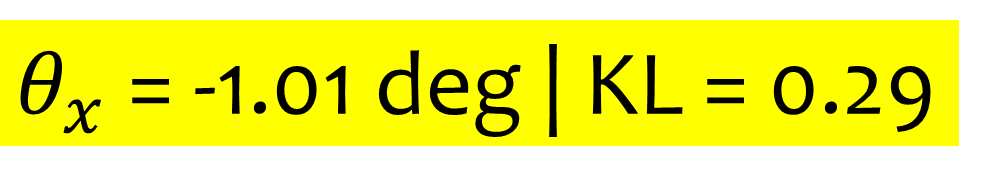 θₓ = -1.01 deg | KL = 0.29